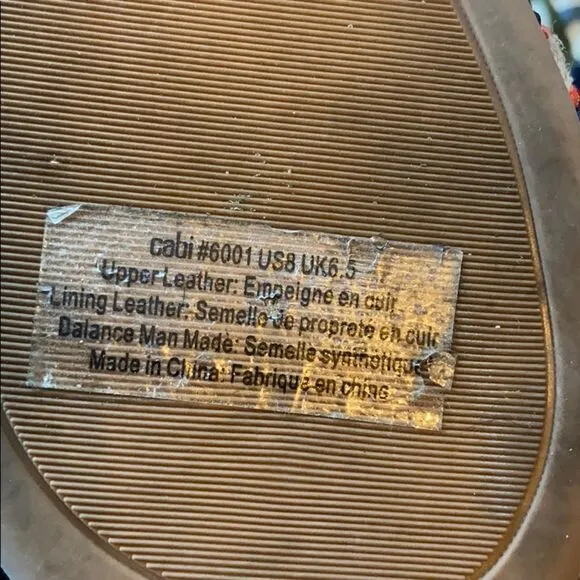 cabi #6001 US8 UK6.5
Upper Leather: Empeigne en cuir
Lining Leather: Semelle de proprete en cuir
Balance Man Made: Semelle synthetique
Made in China: Fabrique en chine